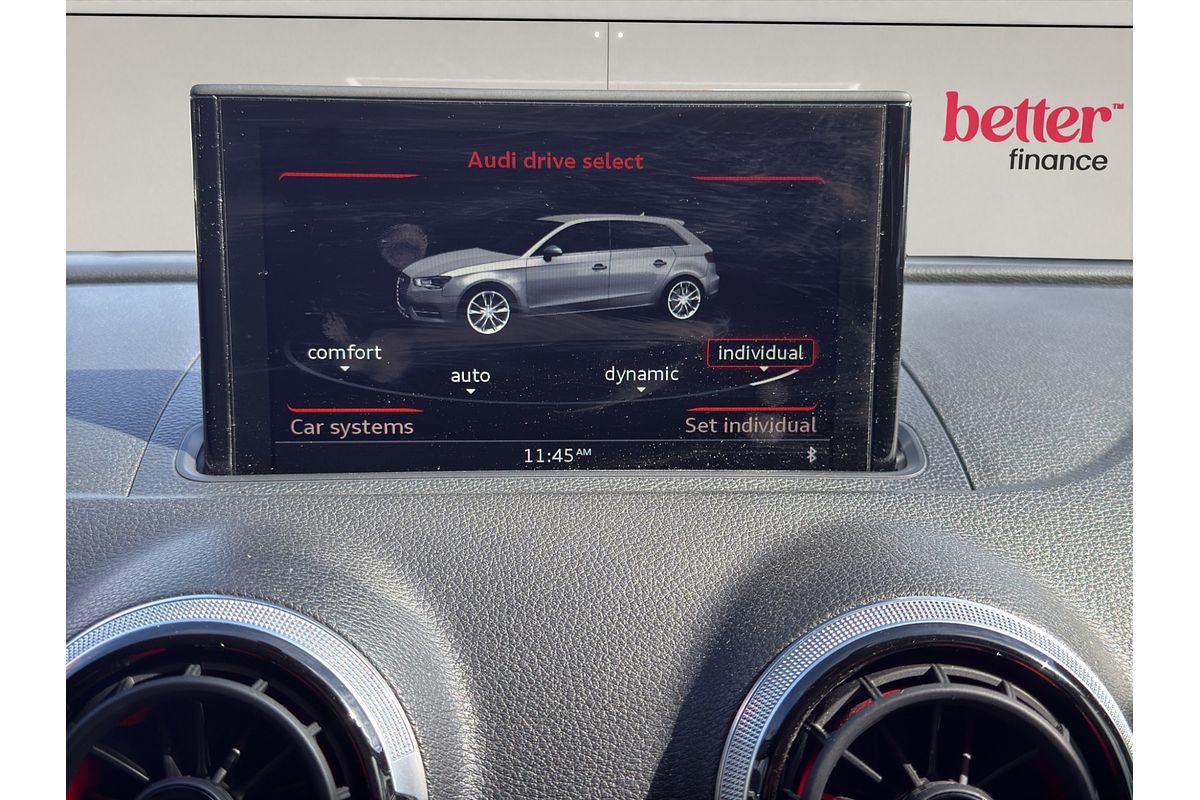 better™
finance
Audi drive select
comfort
auto
dynamic
individual
Car systems
Set individual
11:45 AM